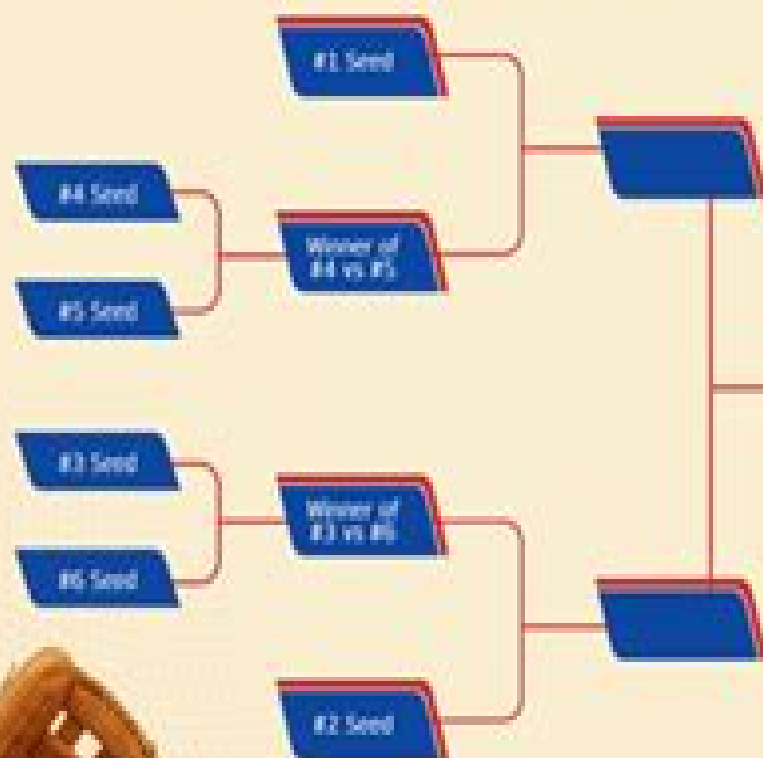 #1 Seed
#4 Seed
Winner of
#4 vs #5
#5 Seed
#3 Seed
Winner of
#3 vs #6
#6 Seed
#2 Seed